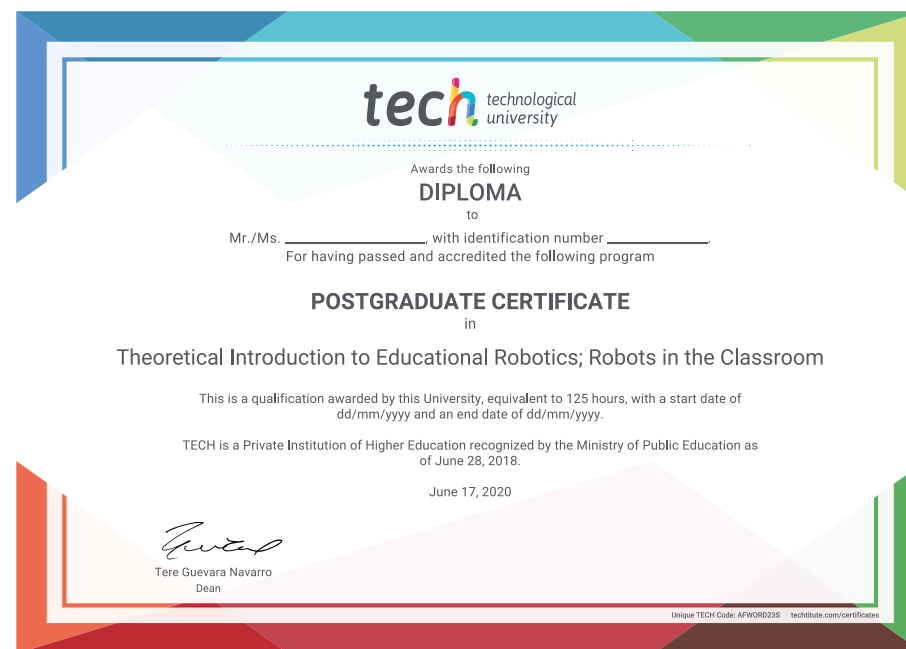 tech technological
university
Awards the following
DIPLOMA
to
Mr./Ms. ____________________, with identification number ______________.
For having passed and accredited the following program
POSTGRADUATE CERTIFICATE
in
Theoretical Introduction to Educational Robotics; Robots in the Classroom
This is a qualification awarded by this University, equivalent to 125 hours, with a start date of
dd/mm/yyyy and an end date of dd/mm/yyyy.
TECH is a Private Institution of Higher Education recognized by the Ministry of Public Education as
of June 28, 2018.
June 17, 2020
Tere Guevara Navarro
Dean
Unique TECH Code: AFWORD23S techtitute.com/certificates